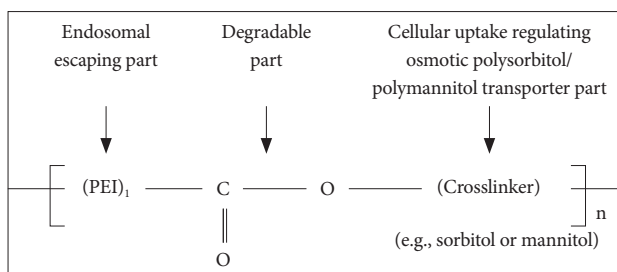 Endosomal
escaping part
Degradable
part
Cellular uptake regulating
osmotic polysorbitol/
polymannitol transporter part
(PEI)₁ C O (Crosslinker)
n
O
(e.g., sorbitol or mannitol)